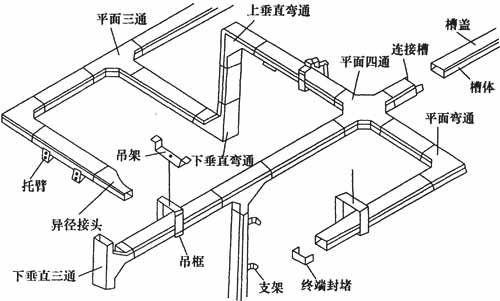 上垂直弯通
槽盖
平面三通
连接槽
平面四通
槽体
平面弯通
吊架
下垂直弯通
托臂
异径接头
吊框
下垂直三通
支架
终端封堵